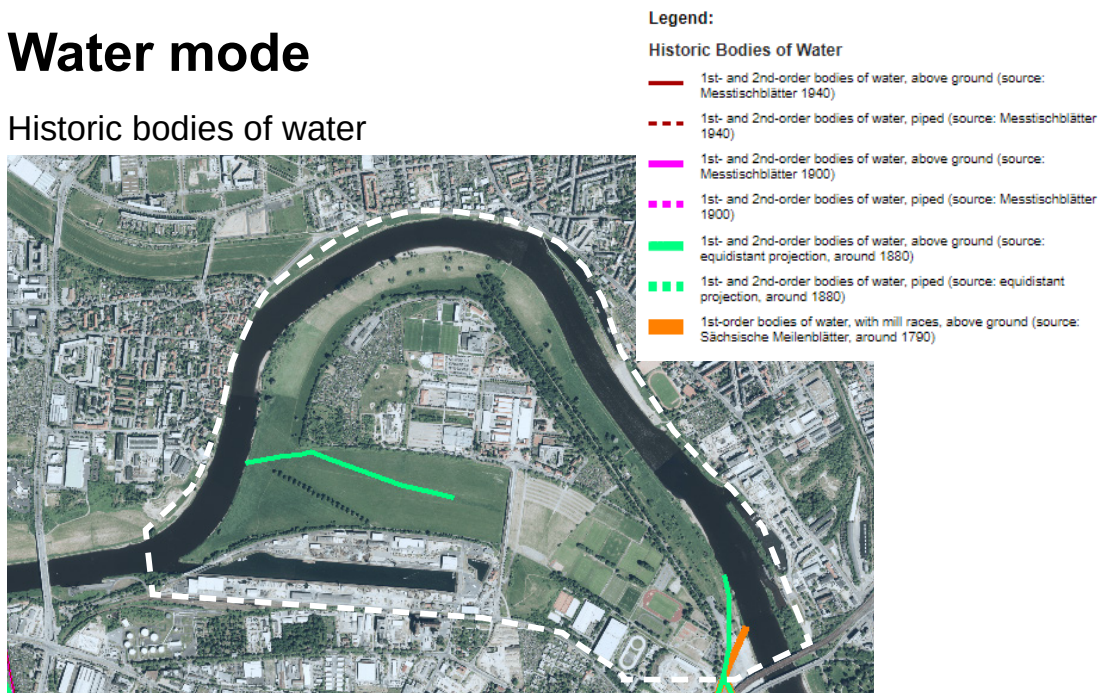 Water mode
Historic bodies of water
Legend:
Historic Bodies of Water
1st- and 2nd-order bodies of water, above ground (source:
Messtischblätter 1940)
1st- and 2nd-order bodies of water, piped (source: Messtischblätter
1940)
1st- and 2nd-order bodies of water, above ground (source:
Messtischblätter 1900)
1st- and 2nd-order bodies of water, piped (source: Messtischblätter
1900)
1st- and 2nd-order bodies of water, above ground (source:
equidistant projection, around 1880)
1st- and 2nd-order bodies of water, piped (source: equidistant
projection, around 1880)
1st-order bodies of water, with mill races, above ground (source:
Sächsische Meilenblätter, around 1790)